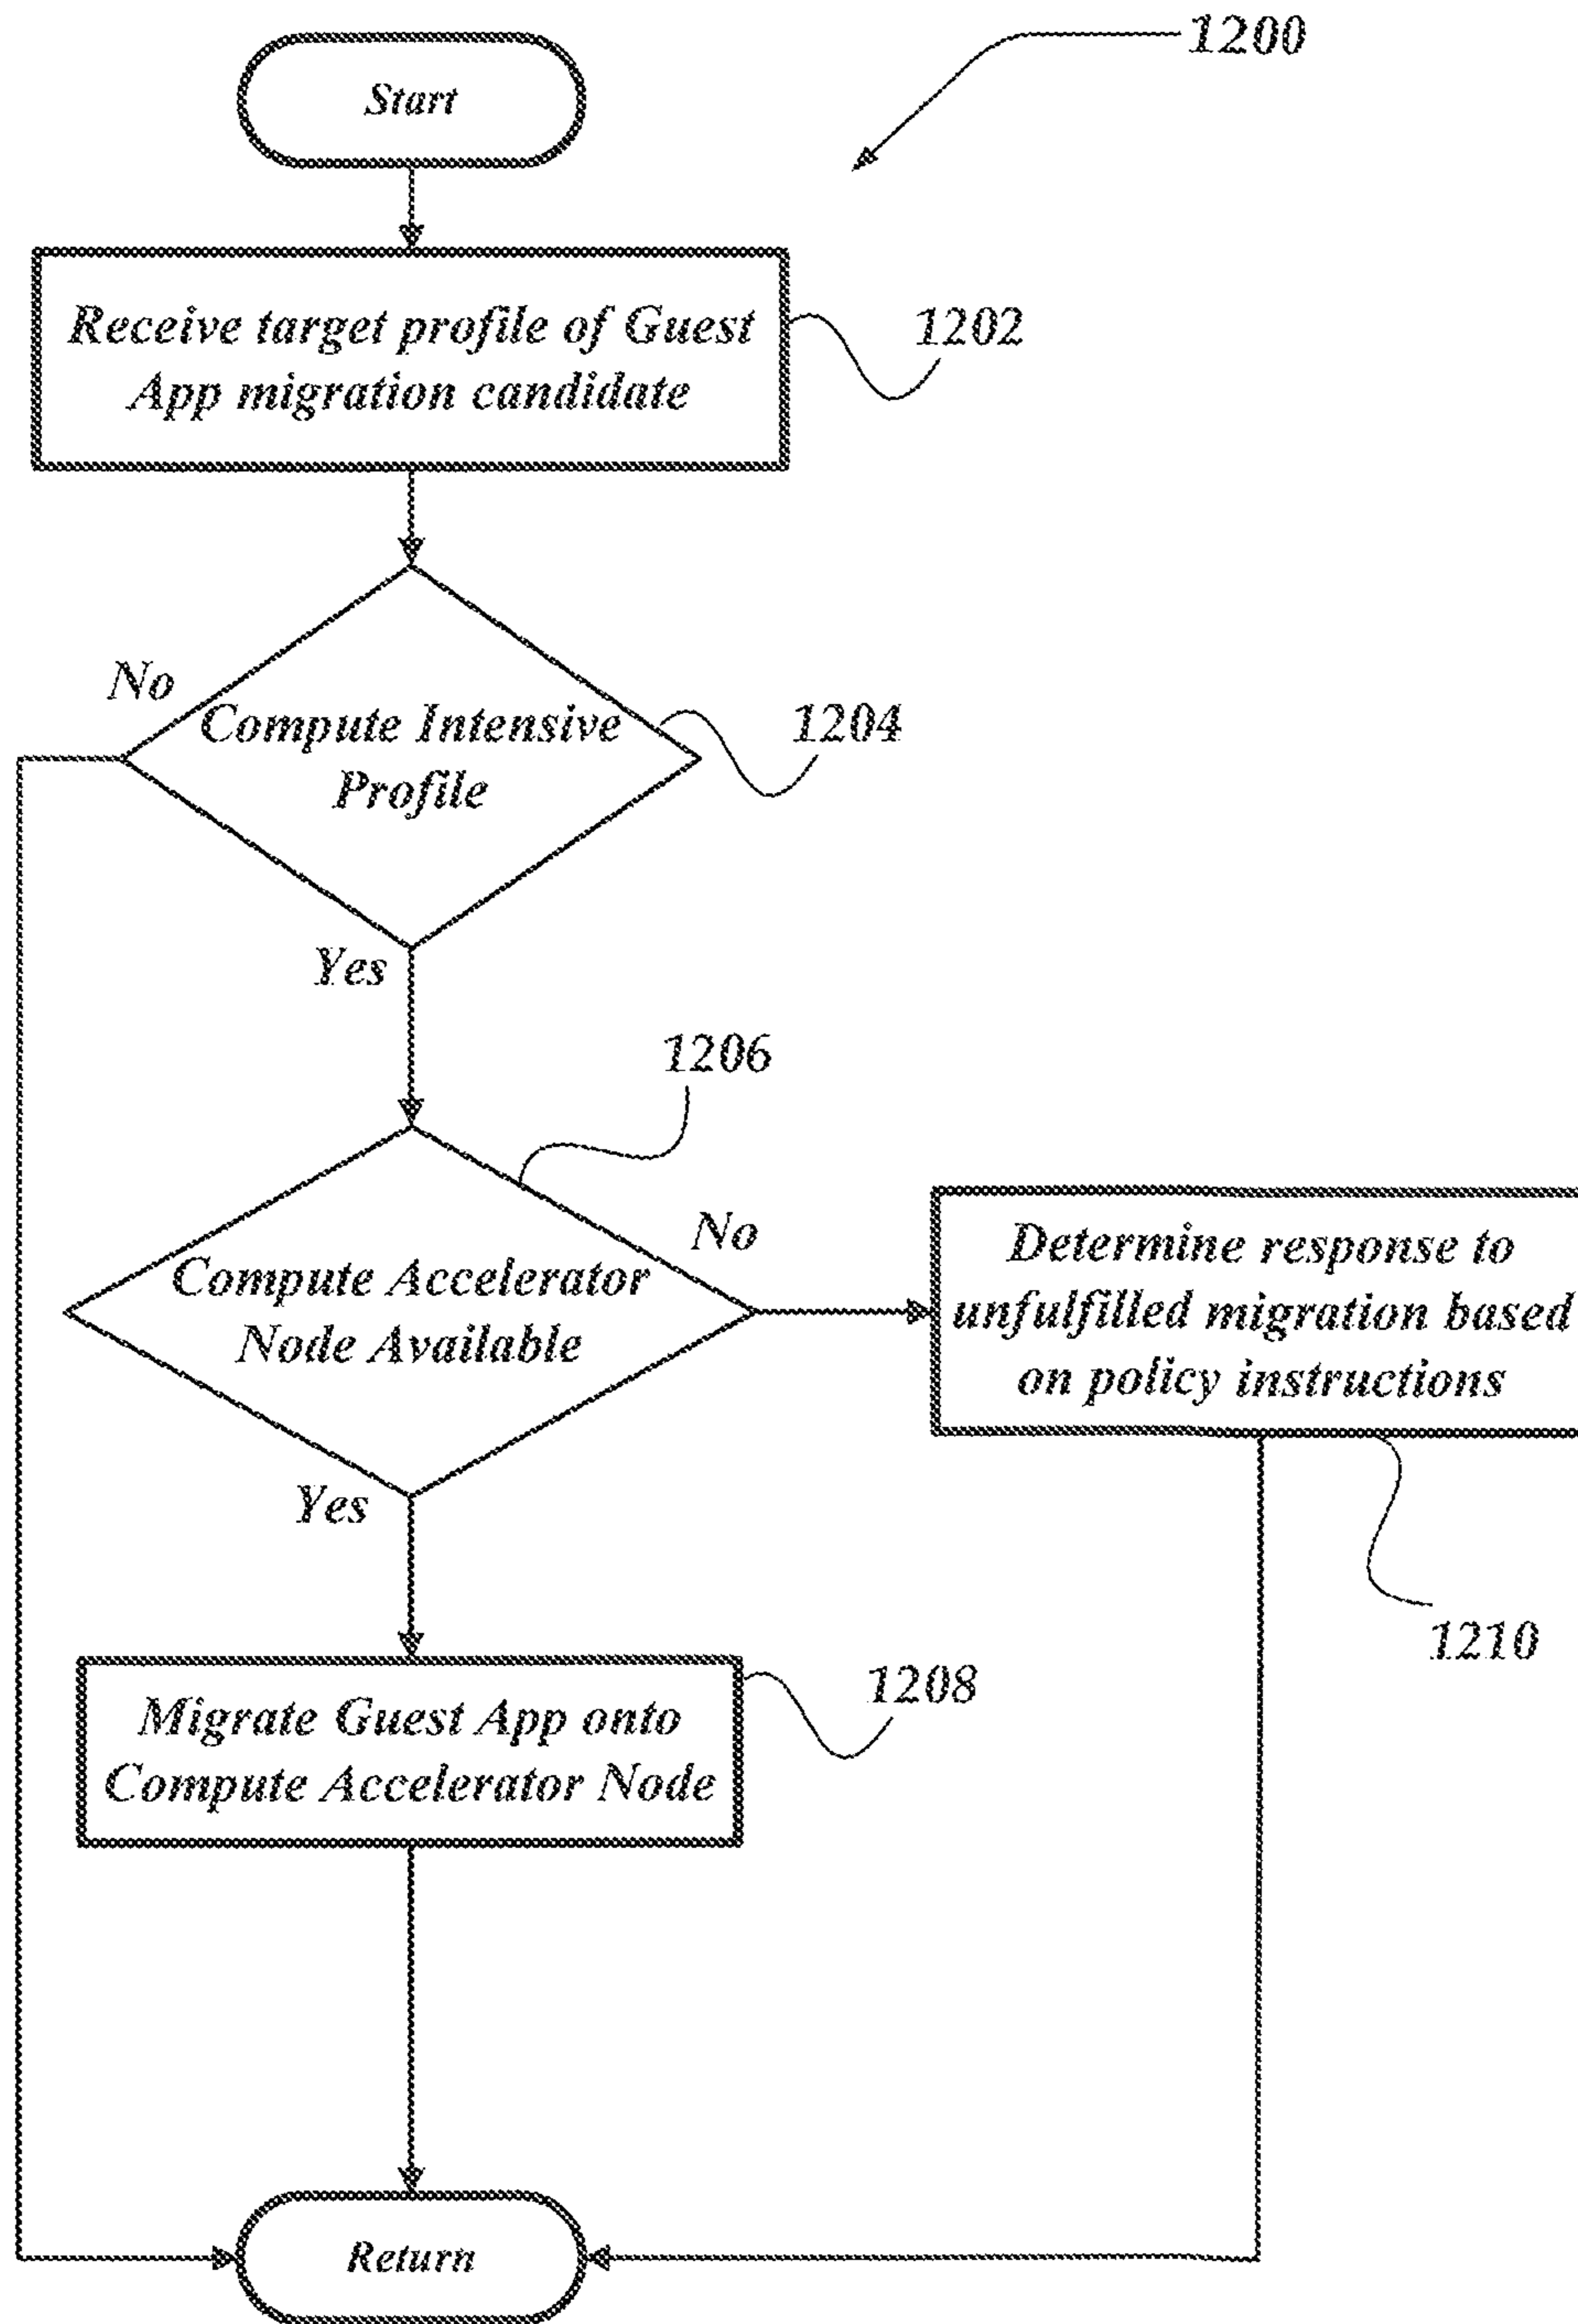 1200
Start
Receive target profile of Guest
App migration candidate
1202
No
Compute Intensive
Profile
1204
Yes
1206
No
Compute Accelerator
Node Available
Determine response to
unfulfilled migration based
on policy instructions
Yes
1210
1208
Migrate Guest App onto
Compute Accelerator Node
Return